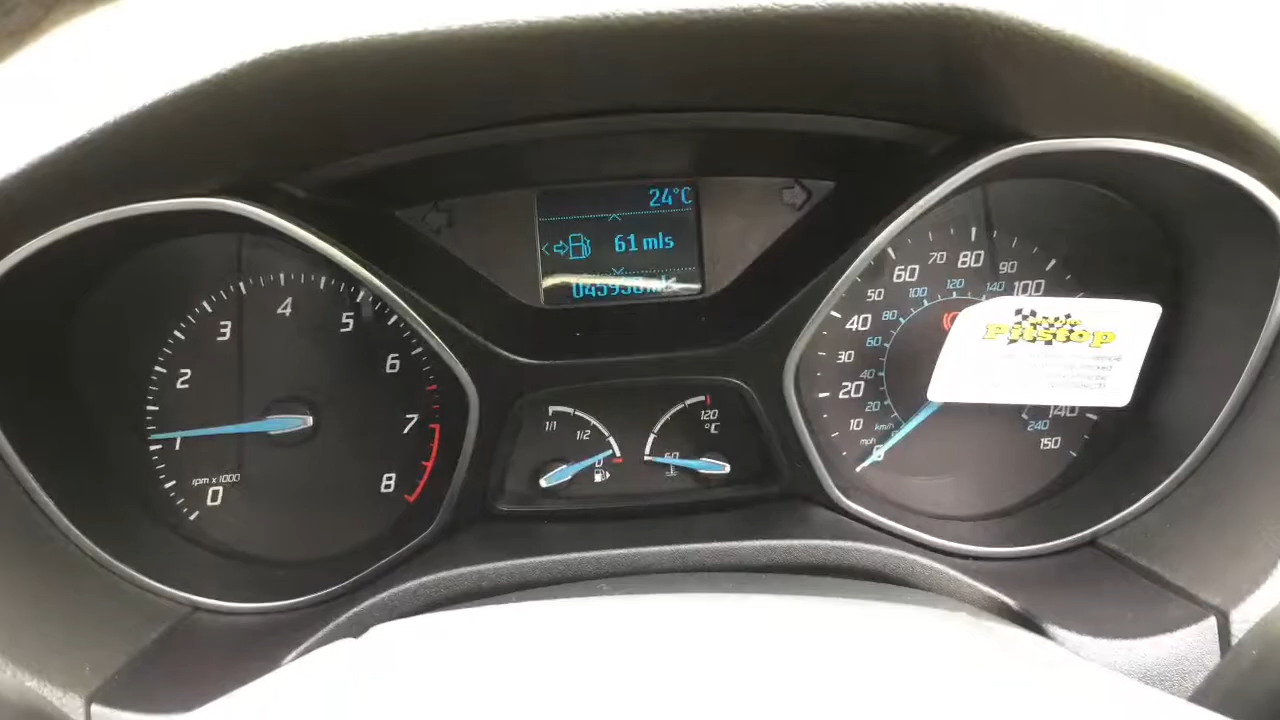 24°C
61 mls
0 1 2 3 4 5 6 7 8
rpm x 1000
1/1 1/2 0
60 120 °C
0 10 20 30 40 50 60 70 80 90 100 140 150
mph
20 40 60 80 100 120 140 240
km/h
Pitstop